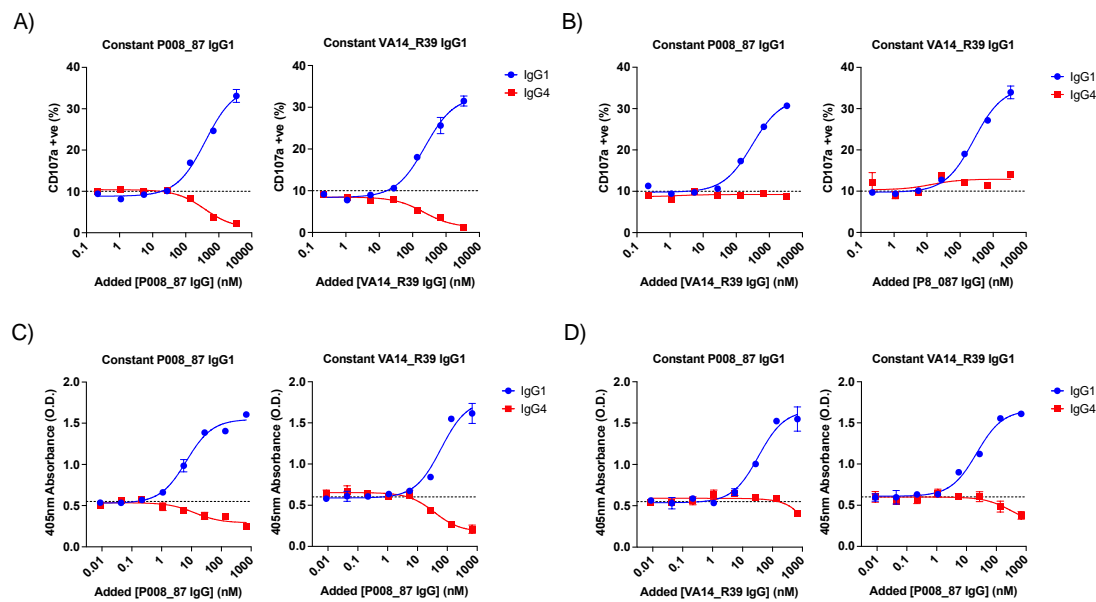 A)
Constant P008_87 IgG1
CD107a +ve (%)
40
30
20
10
0
0.1
1
10
100
1000
10000
Added [P008_87 IgG] (nM)
Constant VA14_R39 IgG1
40
30
20
10
0
0.1
1
10
100
1000
10000
Added [VA14_R39 IgG] (nM)
IgG1
IgG4
B)
Constant P008_87 IgG1
CD107a +ve (%)
40
30
20
10
0
0.1
1
10
100
1000
10000
Added [VA14_R39 IgG] (nM)
Constant VA14_R39 IgG1
40
30
20
10
0
0.1
1
10
100
1000
10000
Added [P8_087 IgG] (nM)
IgG1
IgG4
C)
Constant P008_87 IgG1
405nm Absorbance (O.D.)
2.0
1.5
1.0
0.5
0.0
0.01
0.1
1
10
100
1000
Added [P008_87 IgG] (nM)
Constant VA14_R39 IgG1
2.0
1.5
1.0
0.5
0.0
0.01
0.1
1
10
100
1000
Added [P008_87 IgG] (nM)
IgG1
IgG4
D)
Constant P008_87 IgG1
405nm Absorbance (O.D.)
2.0
1.5
1.0
0.5
0.0
0.01
0.1
1
10
100
1000
Added [VA14_R39 IgG] (nM)
Constant VA14_R39 IgG1
2.0
1.5
1.0
0.5
0.0
0.01
0.1
1
10
100
1000
Added [P008_87 IgG] (nM)
IgG1
IgG4